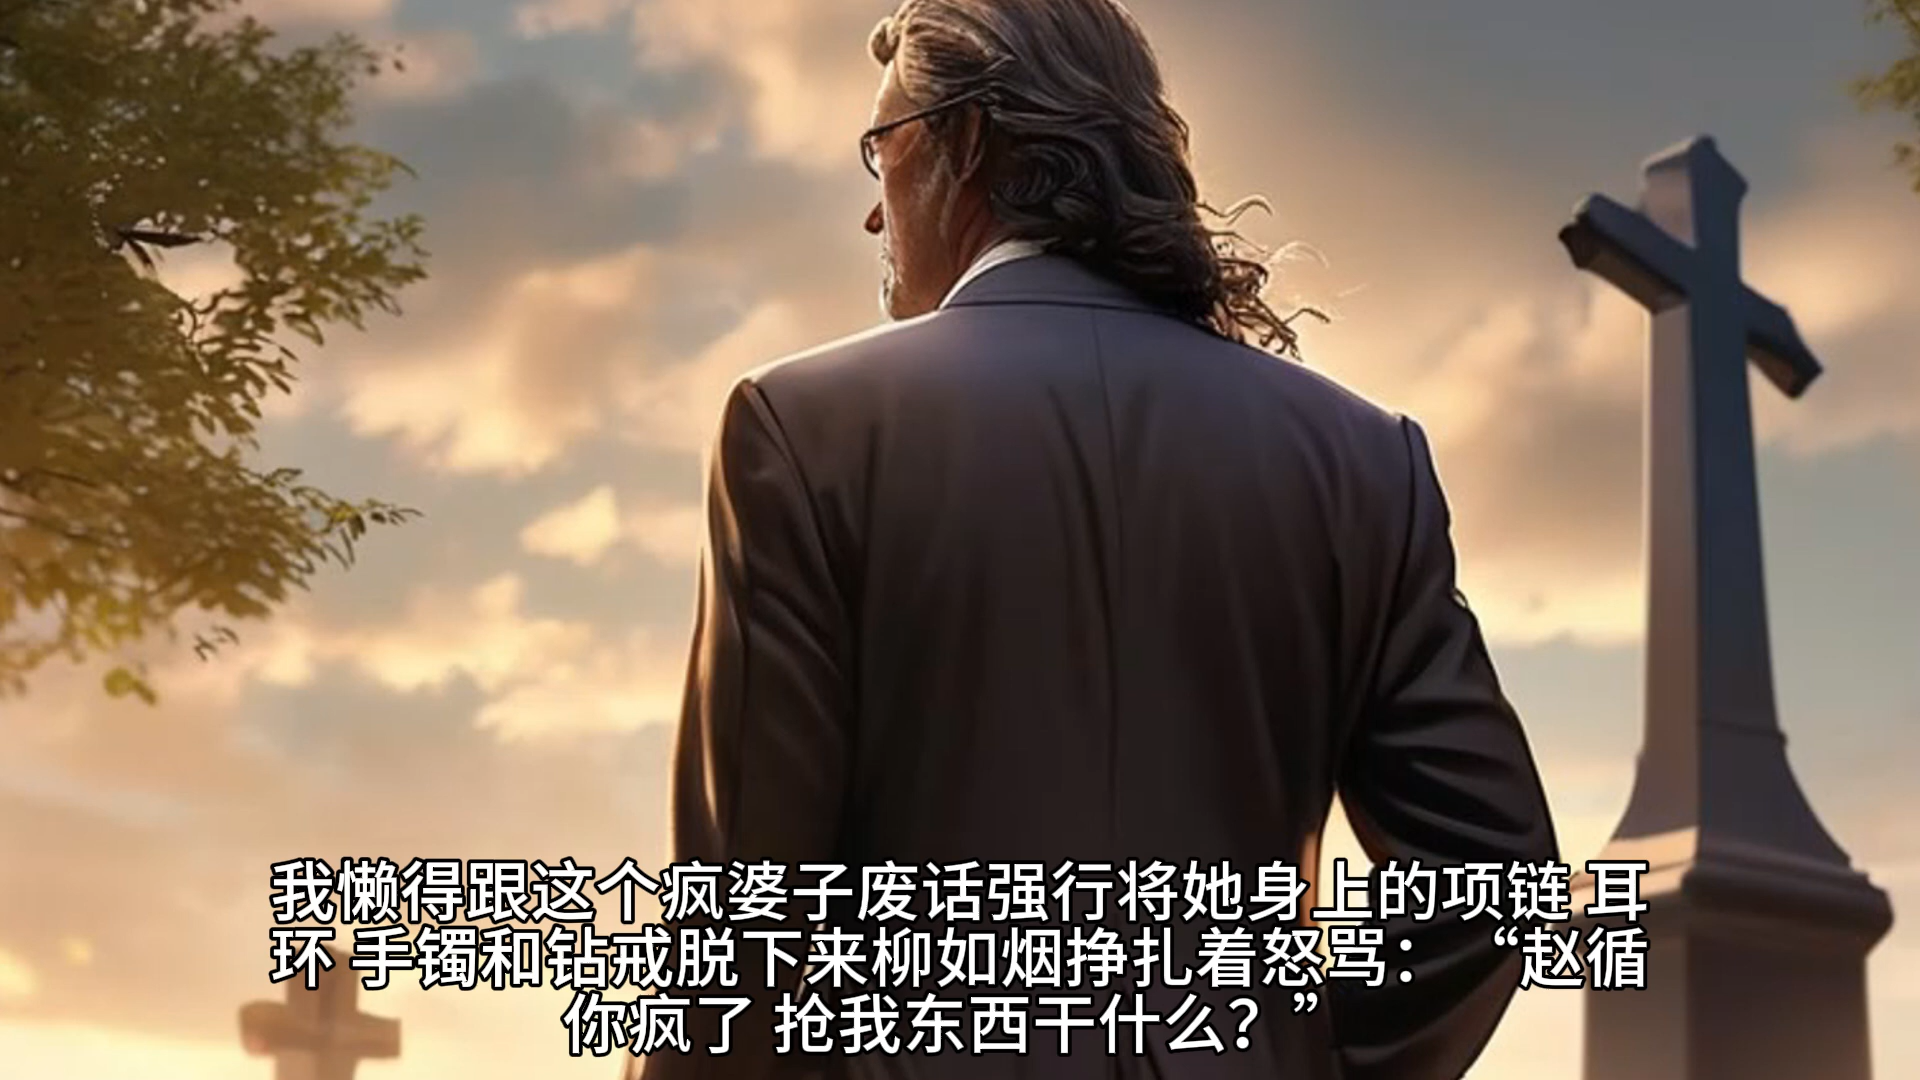 我懒得跟这个疯婆子废话强行将她身上的项链 耳
环 手镯和钻戒脱下来柳如烟挣扎着怒骂：“赵循
你疯了 抢我东西干什么？”